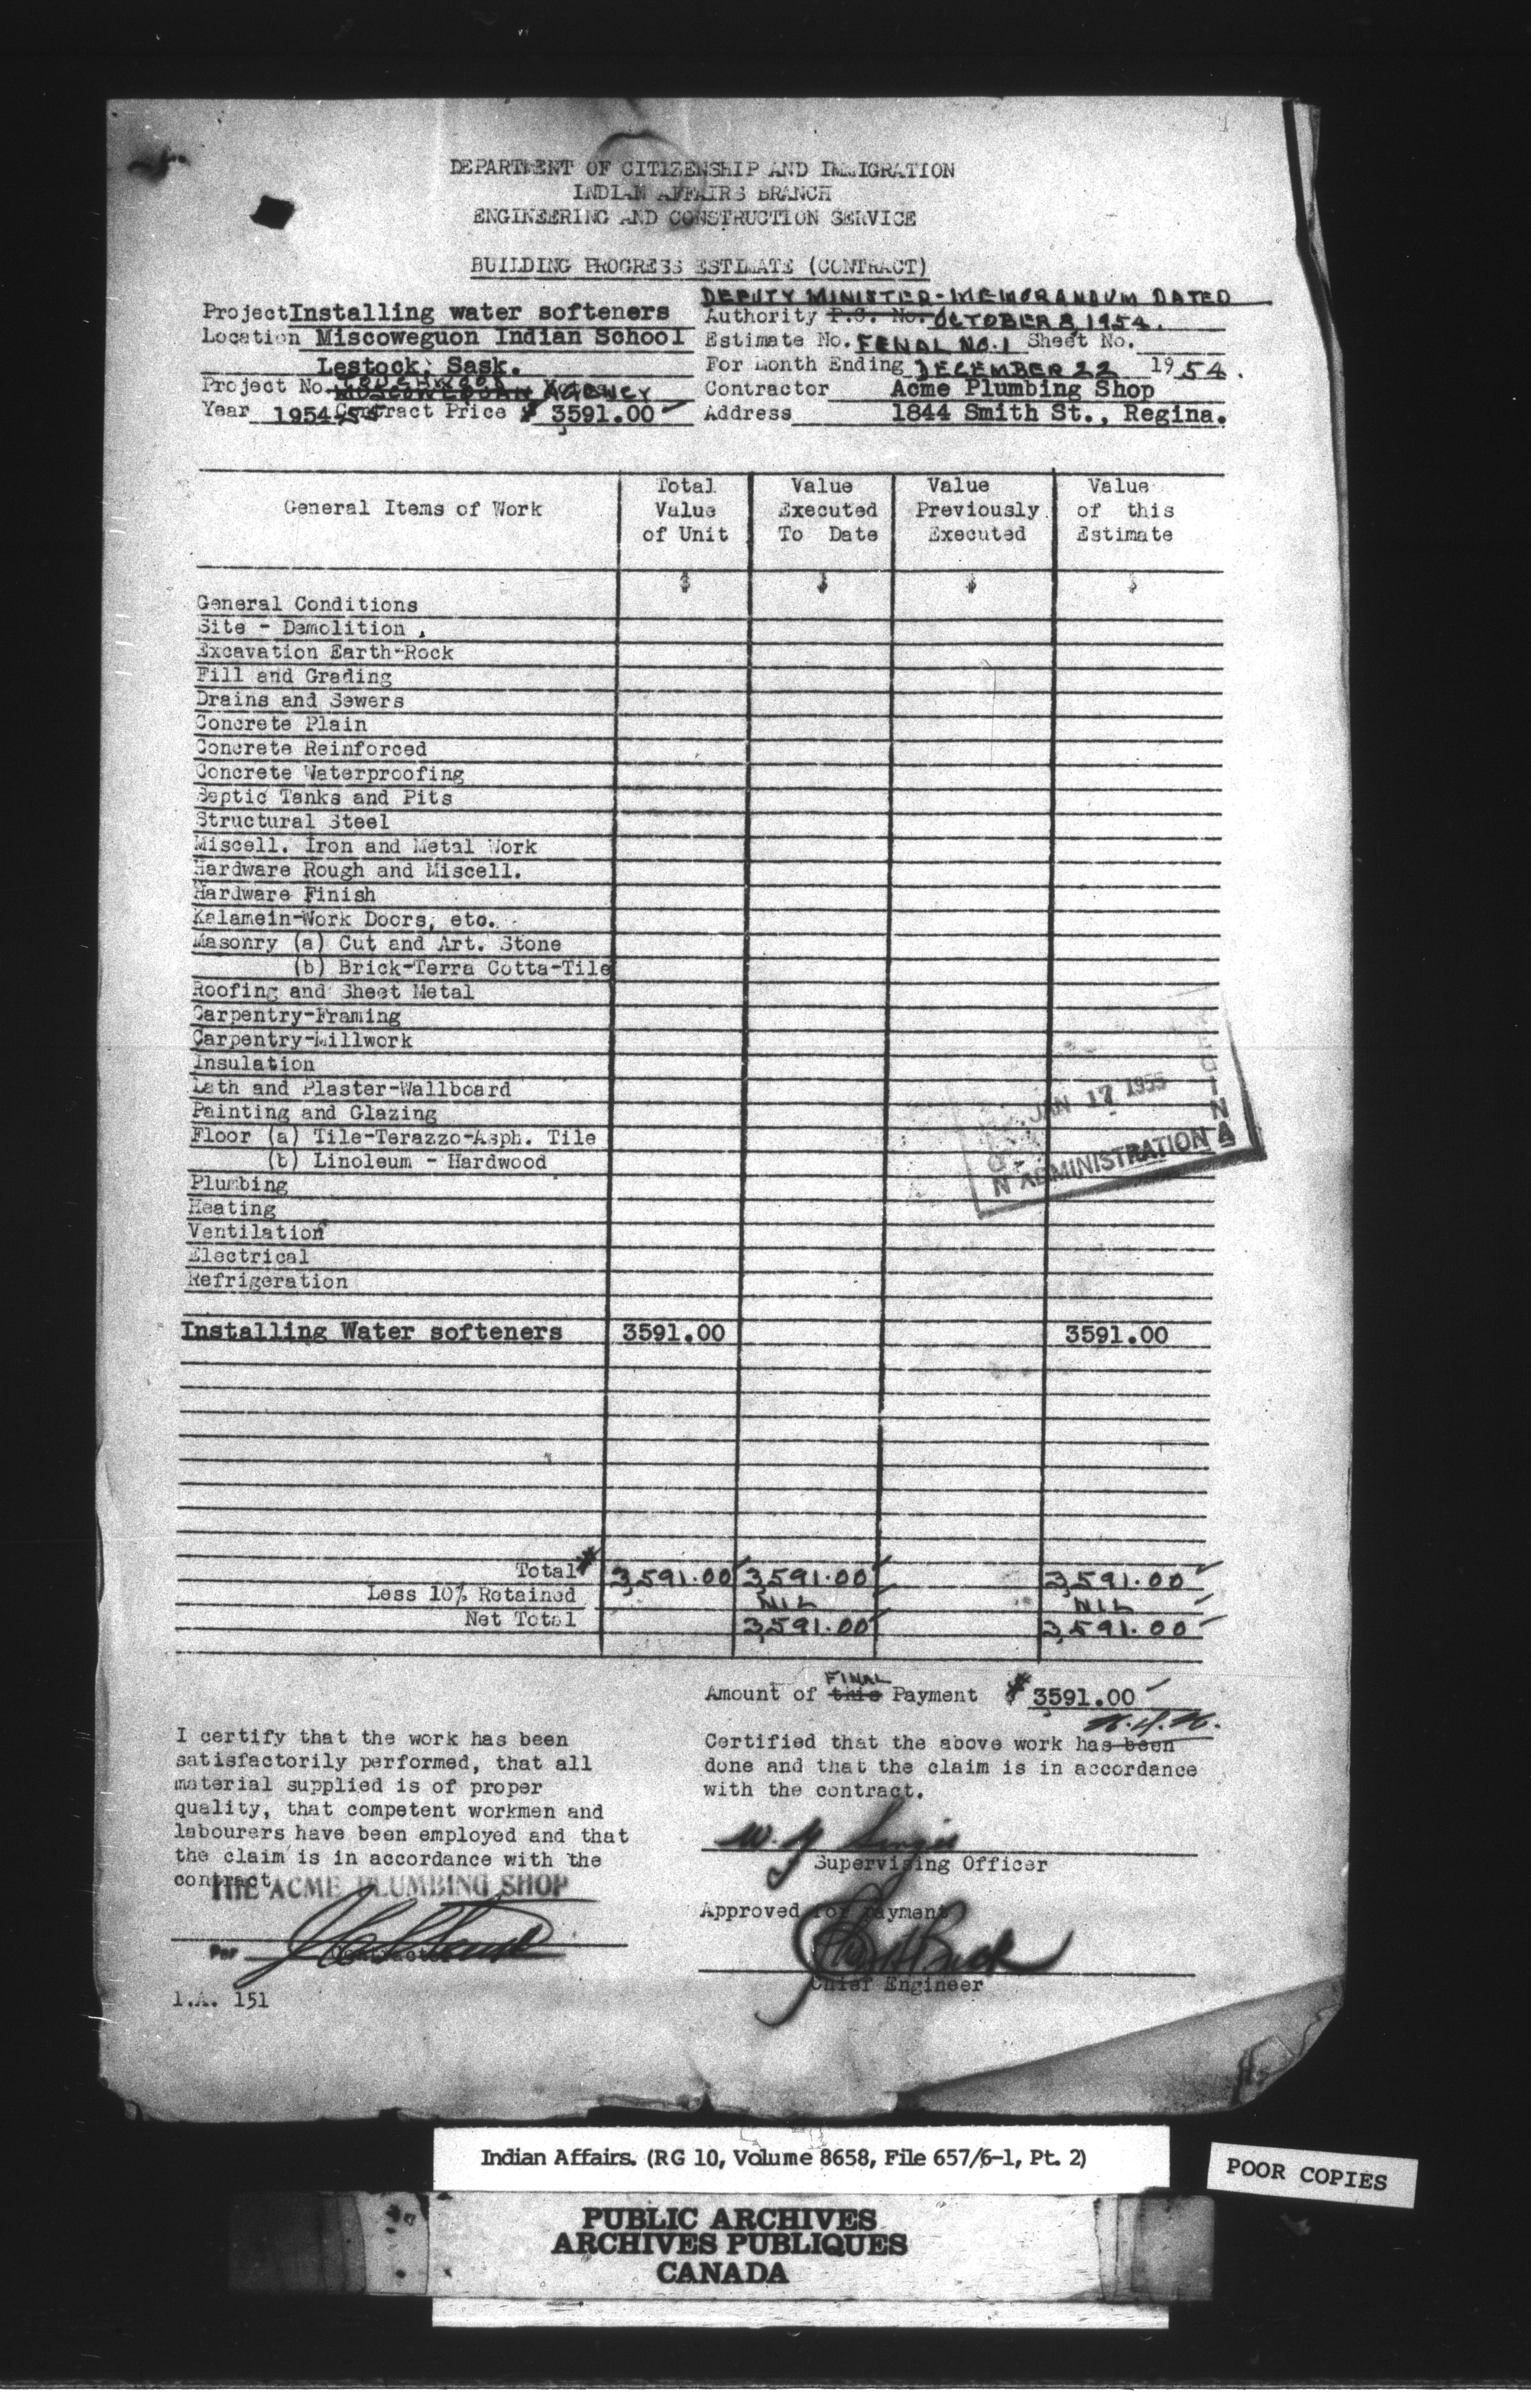 DEPARTMENT OF CITIZENSHIP AND IMMIGRATION
INDIAN AFFAIRS BRANCH
ENGINEERING AND CONSTRUCTION SERVICE
BUILDING PROGRESS ESTIMATE (CONTRACT)
DEPUTY MINISTER-MEMORANDUM DATED
Project Installing water softeners
Authority P.C. No. OCTOBER 8, 1954.
Location Miscoweguon Indian School
Estimate No. FINAL NO.1 Sheet No.
Lestock, Sask.
For Month Ending DECEMBER 22 1954.
Project No. TOUCHWOOD AGENCY
Contractor Acme Plumbing Shop
Year 1954-55 Contract Price $ 3591.00
Address 1844 Smith St., Regina.
General Items of Work
Total Value of Unit
Value Executed To Date
Value Previously Executed
Value of this Estimate
$ $ $ $
General Conditions
Site - Demolition
Excavation Earth-Rock
Fill and Grading
Drains and Sewers
Concrete Plain
Concrete Reinforced
Concrete Waterproofing
Septic Tanks and Pits
Structural Steel
Miscell. Iron and Metal Work
Hardware Rough and Miscell.
Hardware Finish
Kalamein-Work Doors, etc.
Masonry (a) Cut and Art. Stone
(b) Brick-Terra Cotta-Tile
Roofing and Sheet Metal
Carpentry-Framing
Carpentry-Millwork
Insulation
Lath and Plaster-Wallboard
Painting and Glazing
Floor (a) Tile-Terazzo-Asph. Tile
(b) Linoleum - Hardwood
Plumbing
Heating
Ventilation
Electrical
Refrigeration
JAN 17 1955
N ADMINISTRATION A
Installing Water softeners 3591.00 3591.00
Total $ 3,591.00 3,591.00 3,591.00
Less 10% Retained NIL NIL
Net Total 3,591.00 3,591.00
FINAL
Amount of this Payment $ 3591.00
I certify that the work has been
satisfactorily performed, that all
material supplied is of proper
quality, that competent workmen and
labourers have been employed and that
the claim is in accordance with the
contract.
THE ACME PLUMBING SHOP
Per
Contractor
I.A. 151
Certified that the above work has been
done and that the claim is in accordance
with the contract.
Supervising Officer
Approved for Payment
Chief Engineer
Indian Affairs. (RG 10, Volume 8658, File 657/6-1, Pt. 2)
POOR COPIES
PUBLIC ARCHIVES
ARCHIVES PUBLIQUES
CANADA